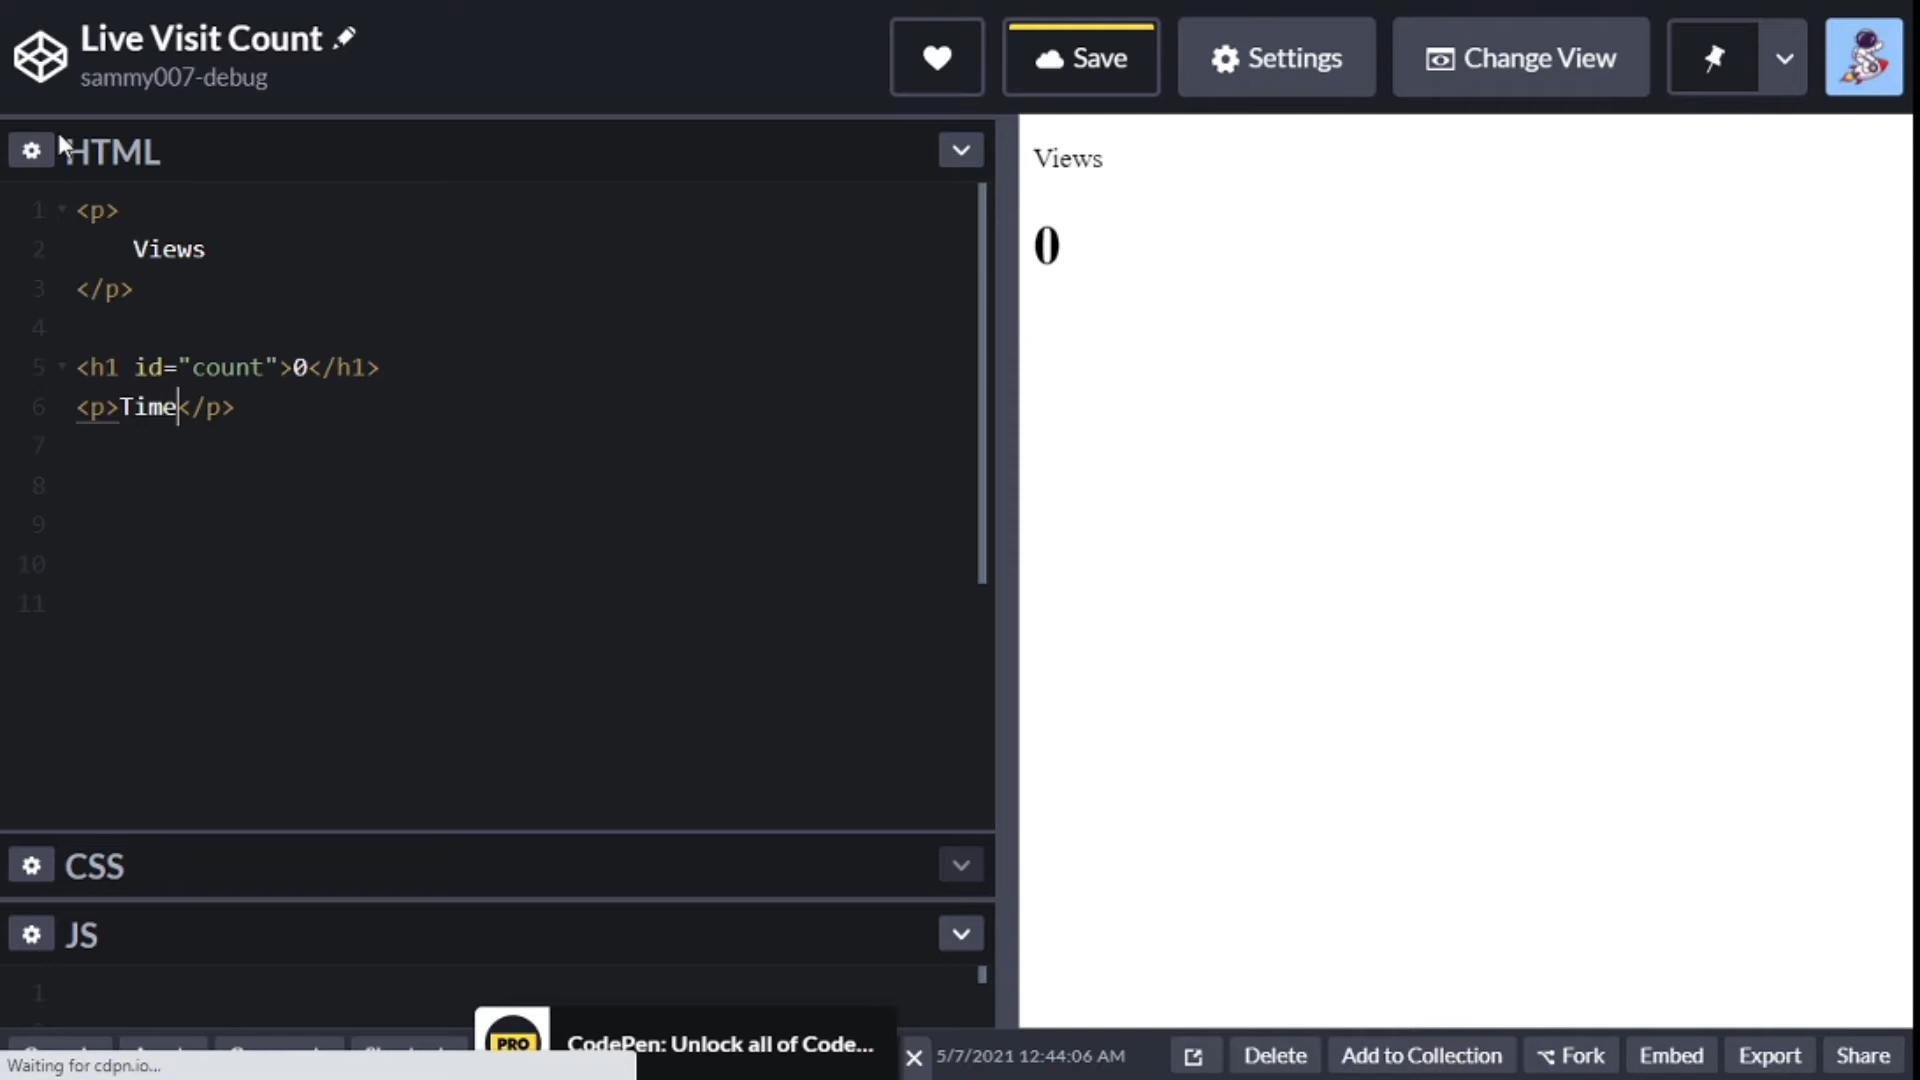 Live Visit Count
sammy007-debug
Save
Settings
Change View
HTML
1 <p>
2 Views
3 </p>
4
5 <h1 id="count">0</h1>
6 <p>Time</p>
7
8
9
10
11
CSS
JS
1
Views
0
PRO
CodePen: Unlock all of Code...
Waiting for cdpn.io...
5/7/2021 12:44:06 AM
Delete
Add to Collection
Fork
Embed
Export
Share